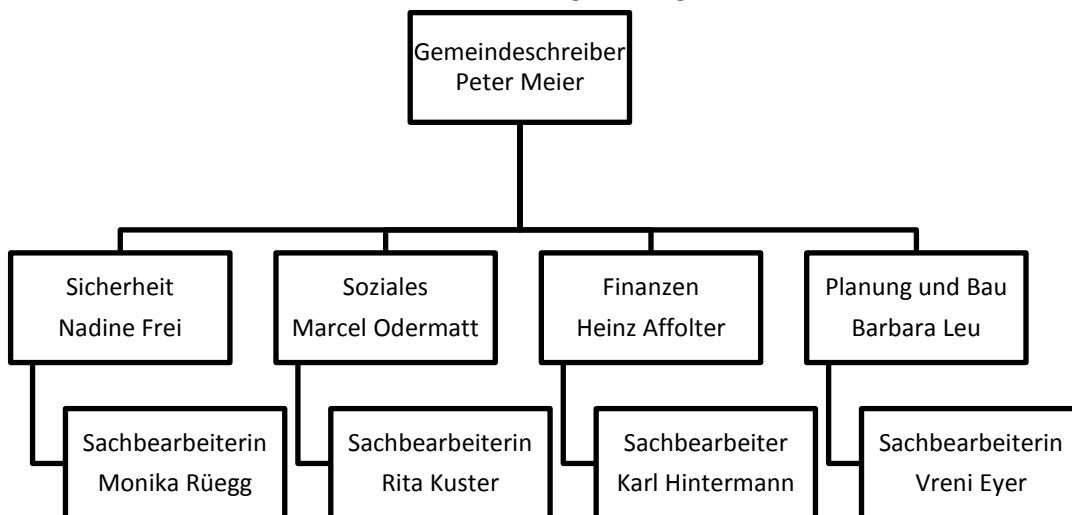 Gemeindeschreiber
Peter Meier
Sicherheit
Nadine Frei
Soziales
Marcel Odermatt
Finanzen
Heinz Affolter
Planung und Bau
Barbara Leu
Sachbearbeiterin
Monika Rüegg
Sachbearbeiterin
Rita Kuster
Sachbearbeiter
Karl Hintermann
Sachbearbeiterin
Vreni Eyer